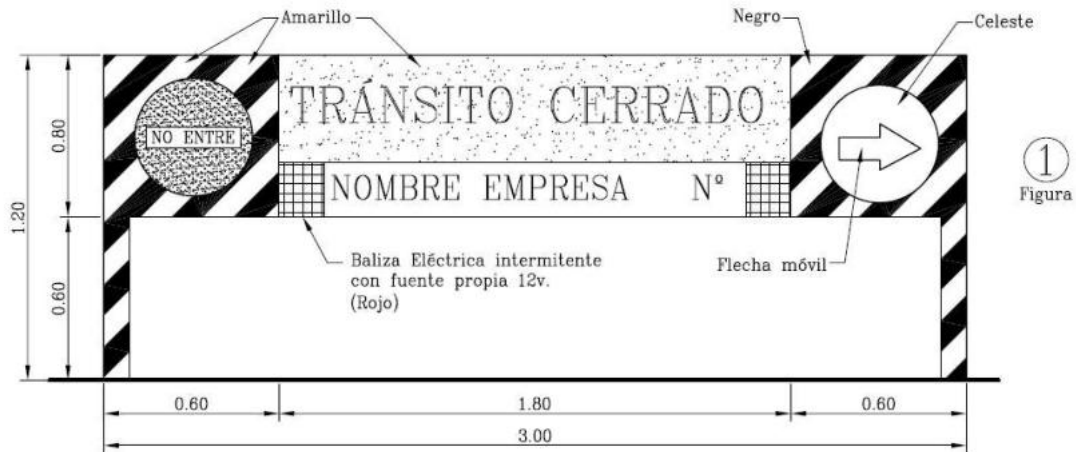 Amarillo
Negro
Celeste
TRÁNSITO CERRADO
NO ENTRE
NOMBRE EMPRESA Nº
1
Figura
0.80
1.20
0.60
Baliza Eléctrica intermitente
con fuente propia 12v.
(Rojo)
Flecha móvil
0.60
1.80
0.60
3.00